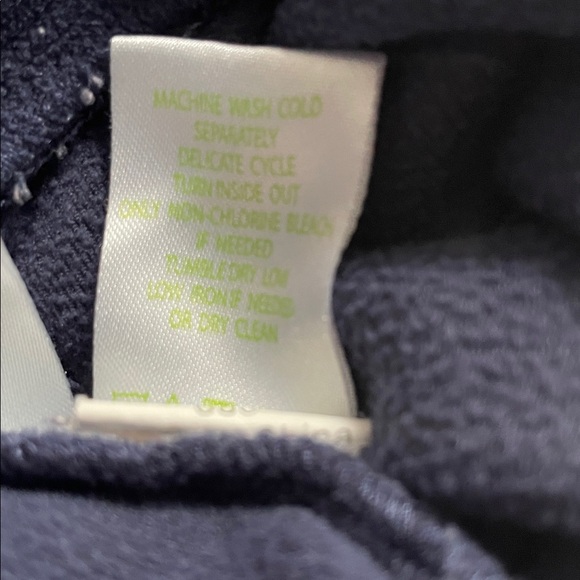 MACHINE WASH COLD
SEPARATELY
DELICATE CYCLE
TURN INSIDE OUT
ONLY NON-CHLORINE BLEACH
IF NEEDED
TUMBLE DRY LOW
LOW IRON IF NEEDED
OR DRY CLEAN